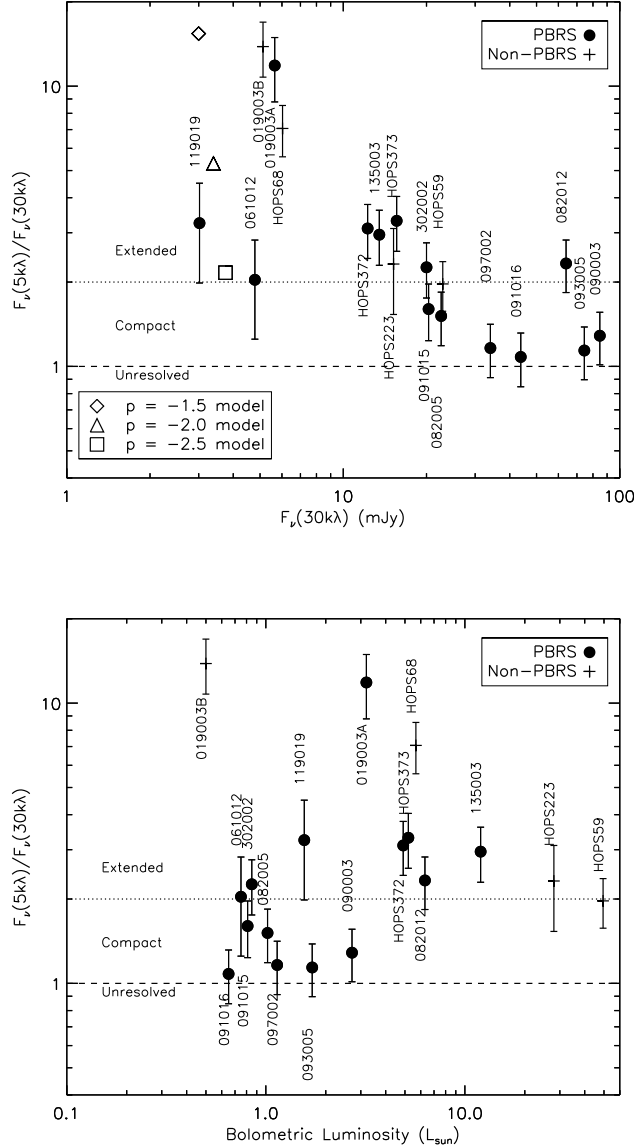 PBRS
Non-PBRS
10
1
Fν(5kλ)/Fν(30kλ)
119019
061012
019003B
019003A
HOPS68
HOPS372
135003
HOPS373
HOPS223
302002
HOPS59
091015
082005
097002
091016
082012
093005
090003
Extended
Compact
Unresolved
p = −1.5 model
p = −2.0 model
p = −2.5 model
1
10
100
Fν(30kλ) (mJy)
PBRS
Non-PBRS
10
1
Fν(5kλ)/Fν(30kλ)
019003B
061012
302002
082005
119019
019003A
HOPS68
HOPS373
135003
HOPS223
HOPS59
090003
HOPS372
082012
091016
091015
097002
093005
Extended
Compact
Unresolved
0.1
1.0
10.0
Bolometric Luminosity (Lsun)